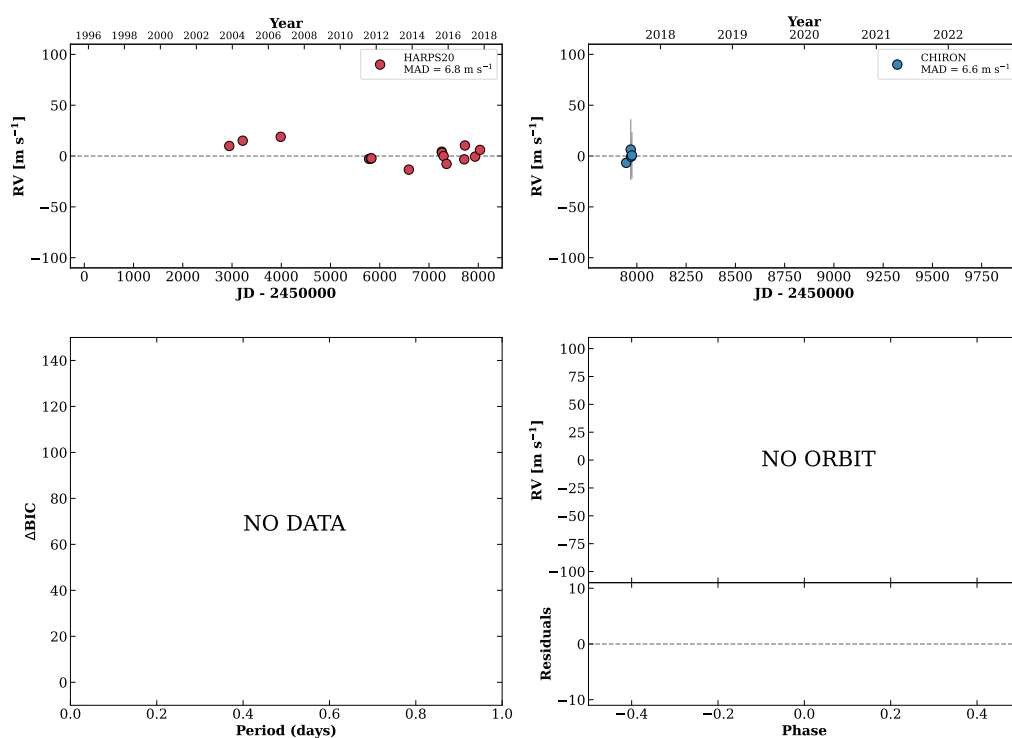 Year
1996 1998 2000 2002 2004 2006 2008 2010 2012 2014 2016 2018
HARPS20
MAD = 6.8 m s⁻¹
RV [m s⁻¹]
100
50
0
−50
−100
0 1000 2000 3000 4000 5000 6000 7000 8000
JD - 2450000
Year
2018 2019 2020 2021 2022
CHIRON
MAD = 6.6 m s⁻¹
RV [m s⁻¹]
100
50
0
−50
−100
8000 8250 8500 8750 9000 9250 9500 9750
JD - 2450000
ΔBIC
140
120
100
80
60
40
20
0
NO DATA
0.0 0.2 0.4 0.6 0.8 1.0
Period (days)
RV [m s⁻¹]
100
75
50
25
0
−25
−50
−75
−100
NO ORBIT
Residuals
10
0
−10
−0.4 −0.2 0.0 0.2 0.4
Phase